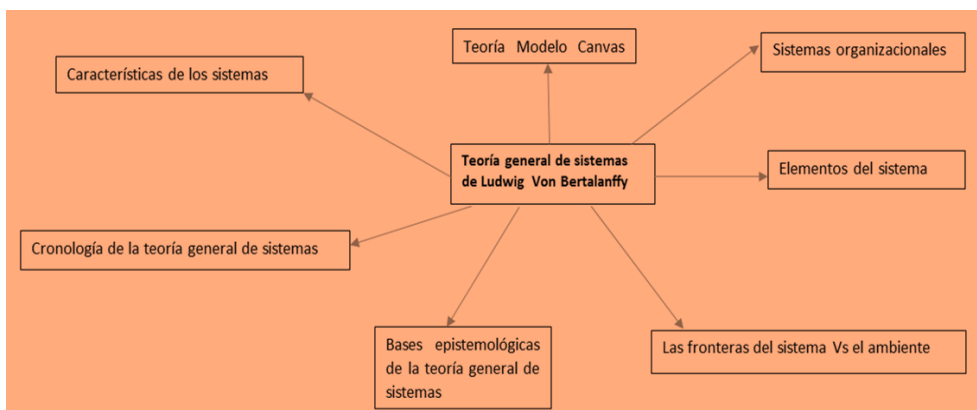 Teoría Modelo Canvas
Sistemas organizacionales
Características de los sistemas
Teoría general de sistemas
de Ludwig Von Bertalanffy
Elementos del sistema
Cronología de la teoría general de sistemas
Bases epistemológicas
de la teoría general de
sistemas
Las fronteras del sistema Vs el ambiente